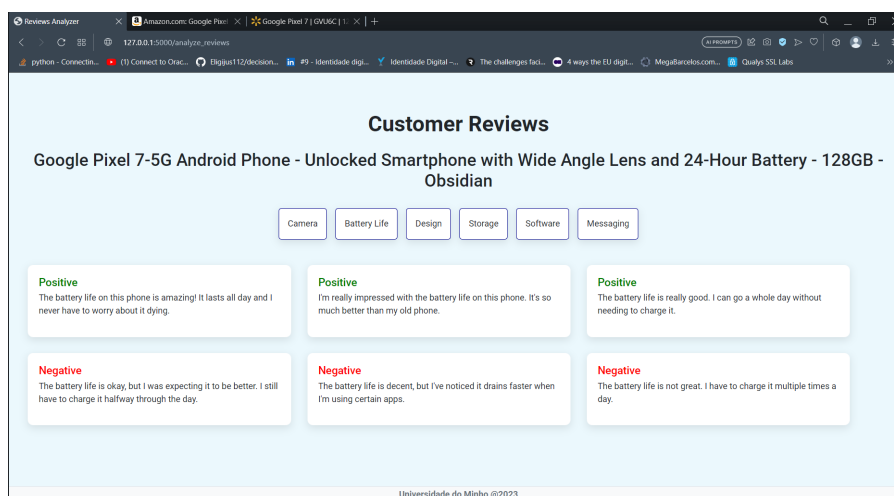 Reviews Analyzer
Amazon.com: Google Pixel
Google Pixel 7 | GVU6C | 12
127.0.0.1:5000/analyze_reviews
AI PROMPTS
python - Connectin...
(1) Connect to Orac...
Eligijus112/decision...
#9 - Identidade digi...
Identidade Digital –...
The challenges faci...
4 ways the EU digit...
MegaBarcelos.com...
Qualys SSL Labs
Customer Reviews
Google Pixel 7-5G Android Phone - Unlocked Smartphone with Wide Angle Lens and 24-Hour Battery - 128GB -
Obsidian
Camera
Battery Life
Design
Storage
Software
Messaging
Positive
The battery life on this phone is amazing! It lasts all day and I
never have to worry about it dying.
Positive
I'm really impressed with the battery life on this phone. It's so
much better than my old phone.
Positive
The battery life is really good. I can go a whole day without
needing to charge it.
Negative
The battery life is okay, but I was expecting it to be better. I still
have to charge it halfway through the day.
Negative
The battery life is decent, but I've noticed it drains faster when
I'm using certain apps.
Negative
The battery life is not great. I have to charge it multiple times a
day.
Universidade do Minho @2023